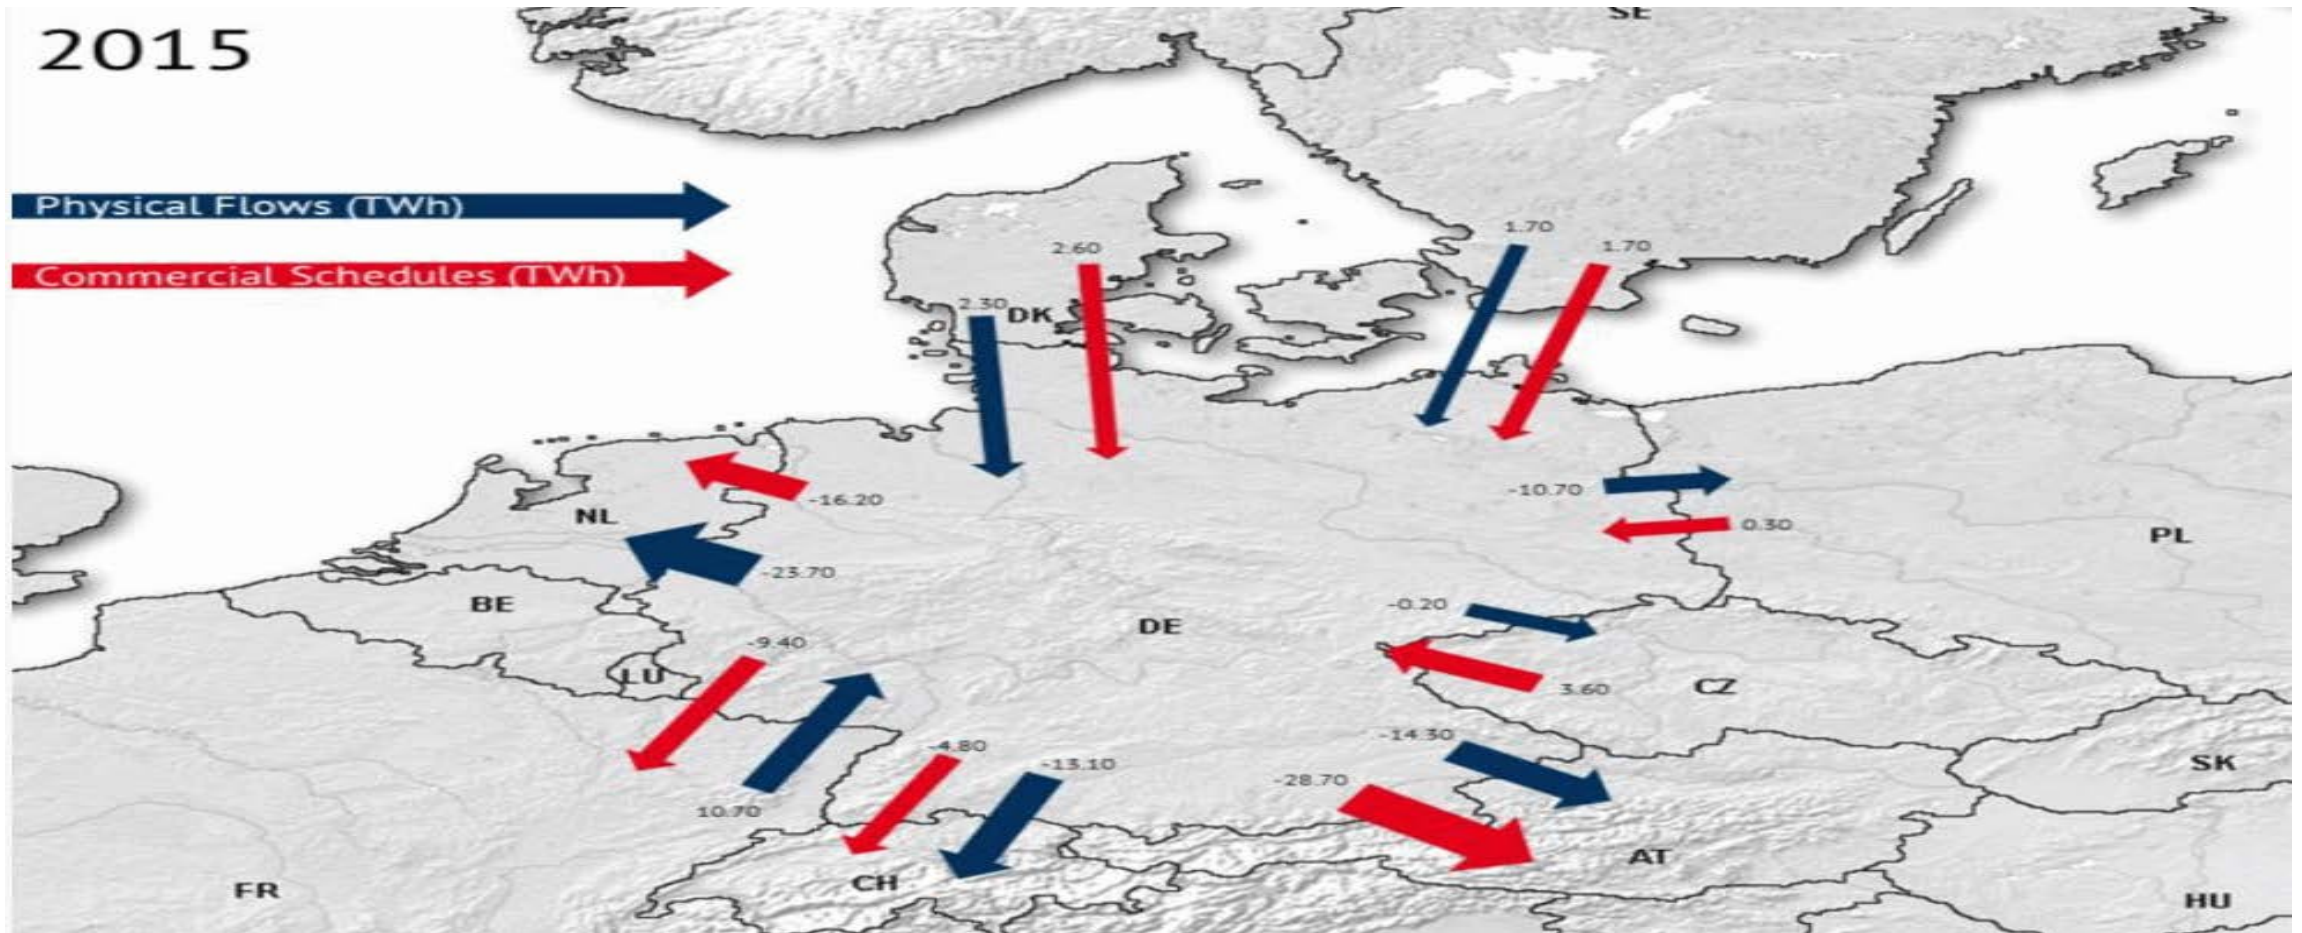 2015
SE
Physical Flows (TWh)
Commercial Schedules (TWh)
1.70
1.70
2.60
2.30
DK
-16.20
-10.70
NL
0.30
PL
-23.70
BE
-0.20
DE
-9.40
LU
3.60
CZ
-14.30
-4.80
-13.10
-28.70
SK
10.70
AT
CH
FR
HU